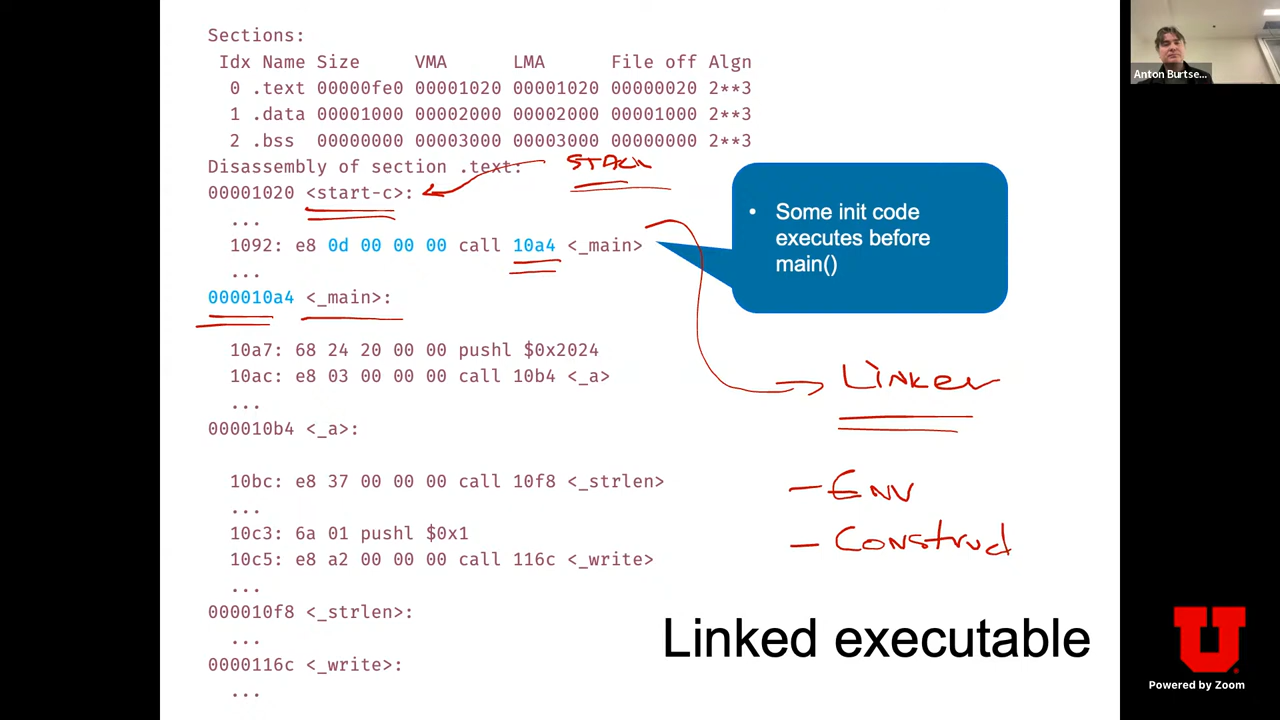 Sections:
Idx Name Size VMA LMA File off Algn
0 .text 00000fe0 00001020 00001020 00000020 2**3
1 .data 00001000 00002000 00002000 00001000 2**3
2 .bss 00000000 00003000 00003000 00000000 2**3
Disassembly of section .text:
STACK
00001020 <start-c>:
...
1092: e8 0d 00 00 00 call 10a4 <_main>
...
000010a4 <_main>:
10a7: 68 24 20 00 00 pushl $0x2024
10ac: e8 03 00 00 00 call 10b4 <_a>
...
000010b4 <_a>:
10bc: e8 37 00 00 00 call 10f8 <_strlen>
...
10c3: 6a 01 pushl $0x1
10c5: e8 a2 00 00 00 call 116c <_write>
...
000010f8 <_strlen>:
...
0000116c <_write>:
...
• Some init code
executes before
main()
Linker
- Env
- Construct
Linked executable
Anton Burtse...
U
Powered by Zoom